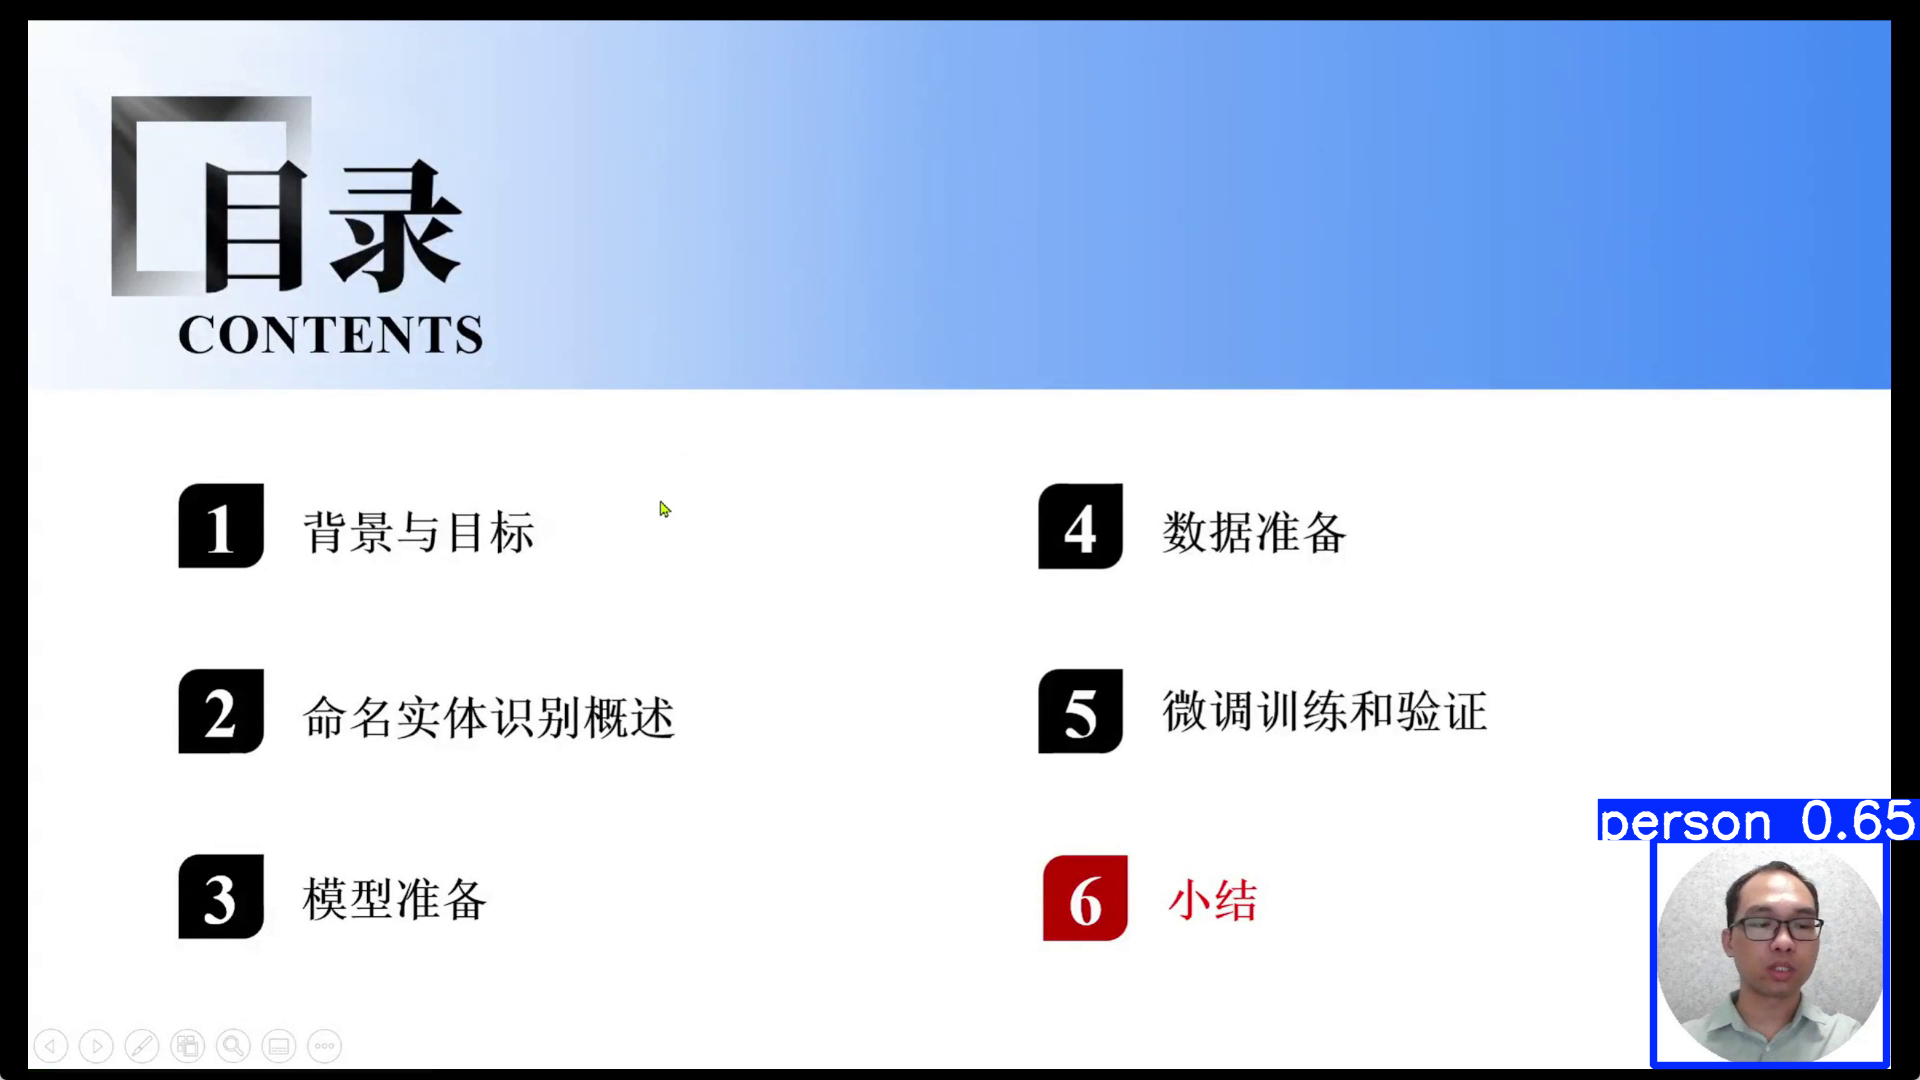 目录
CONTENTS
1 背景与目标
2 命名实体识别概述
3 模型准备
4 数据准备
5 微调训练和验证
6 小结
person 0.65